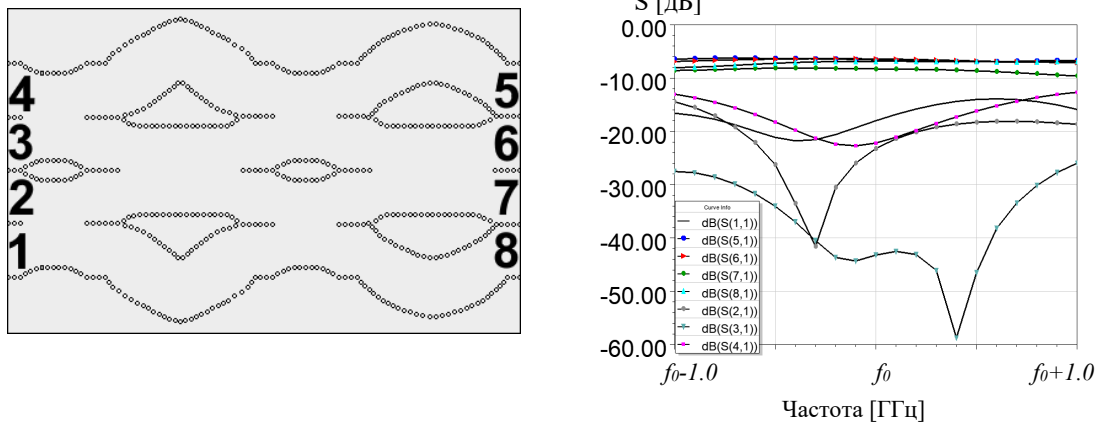 4
3
2
1
5
6
7
8
S [дБ]
0.00
-10.00
-20.00
-30.00
-40.00
-50.00
-60.00
Curve Info
dB(S(1,1))
dB(S(5,1))
dB(S(6,1))
dB(S(7,1))
dB(S(8,1))
dB(S(2,1))
dB(S(3,1))
dB(S(4,1))
f0-1.0 f0 f0+1.0
Частота [ГГц]